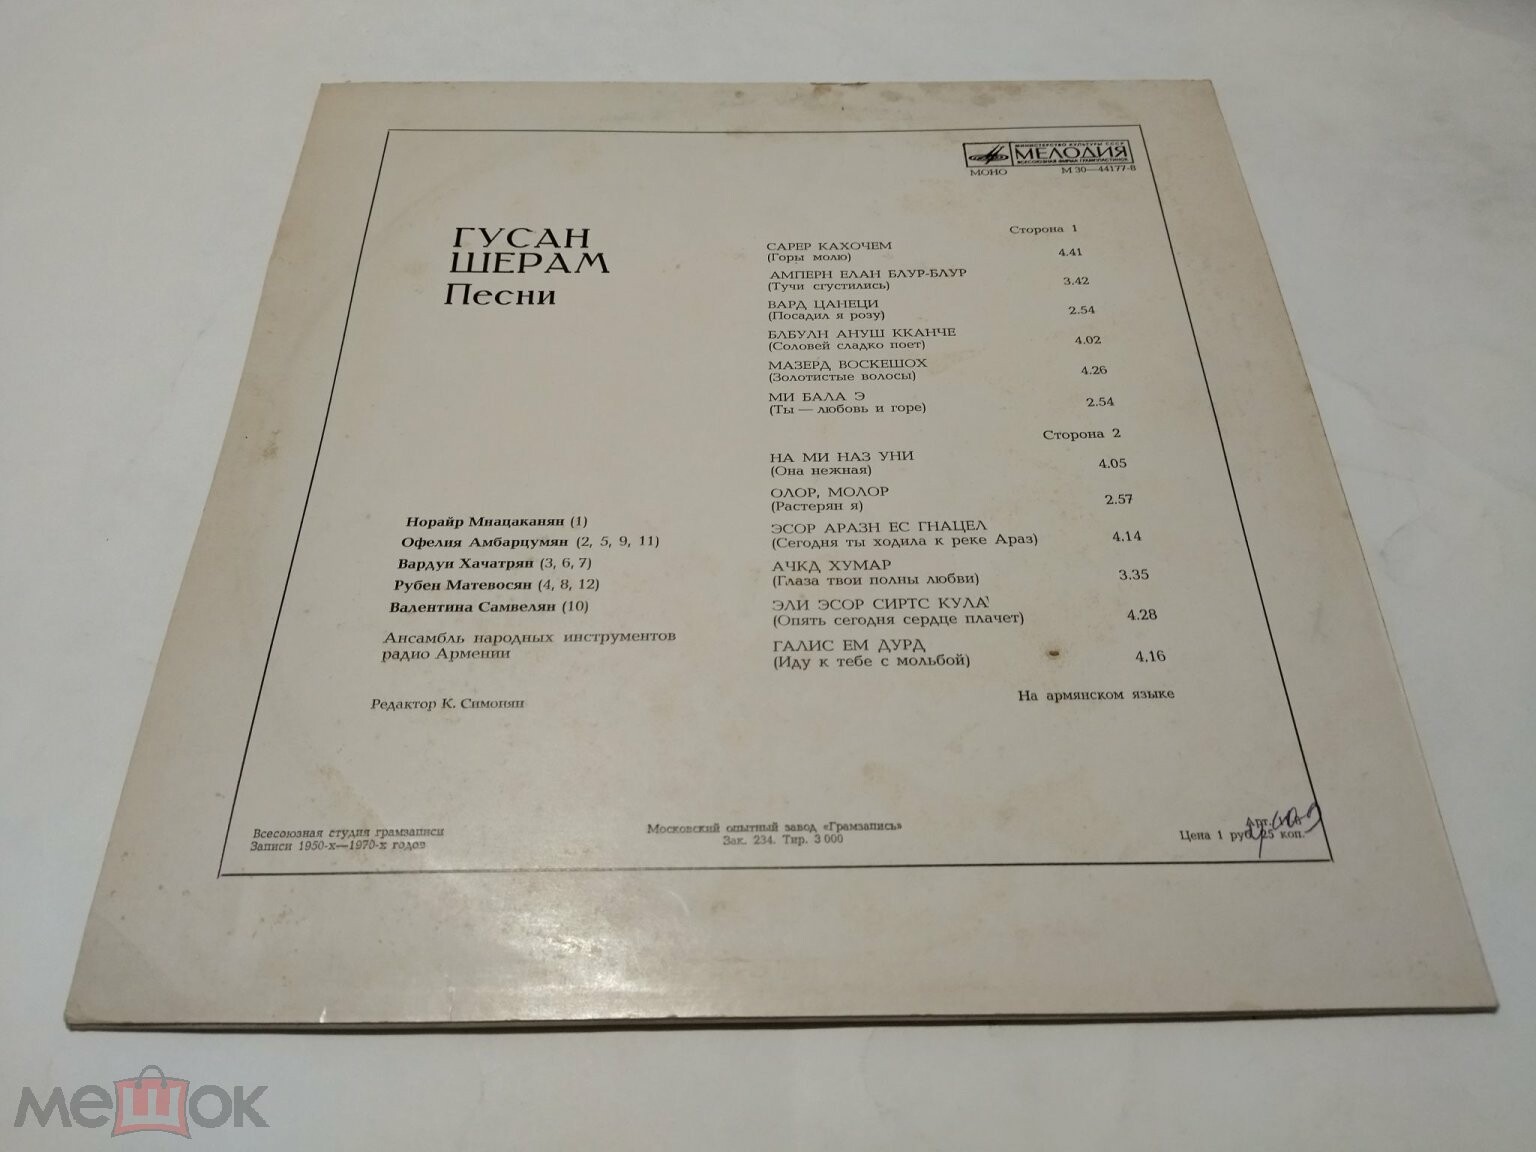 МИНИСТЕРСТВО КУЛЬТУРЫ СССР
МЕЛОДИЯ
ВСЕСОЮЗНАЯ ФИРМА ГРАМПЛАСТИНОК
МОНО М 30—44177-8
ГУСАН
ШЕРАМ
Песни
Сторона 1
САРЕР КАХОЧЕМ
(Горы молю) 4.41
АМПЕРН ЕЛАН БЛУР-БЛУР
(Тучи сгустились) 3.42
ВАРД ЦАНЕЦИ
(Посадил я розу) 2.54
БЛБУЛН АНУШ ККАНЧЕ
(Соловей сладко поет) 4.02
МАЗЕРД ВОСКЕШОХ
(Золотистые волосы) 4.26
МИ БАЛА Э
(Ты — любовь и горе) 2.54
Сторона 2
НА МИ НАЗ УНИ
(Она нежная) 4.05
ОЛОР, МОЛОР
(Растерян я) 2.57
ЭСОР АРАЗН ЕС ГНАЦЕЛ
(Сегодня ты ходила к реке Араз) 4.14
АЧКД ХУМАР
(Глаза твои полны любви) 3.35
ЭЛИ ЭСОР СИРТС КУЛА
(Опять сегодня сердце плачет) 4.28
ГАЛИС ЕМ ДУРД
(Иду к тебе с мольбой) 4.16
На армянском языке
Норайр Мнацаканян (1)
Офелия Амбарцумян (2, 5, 9, 11)
Вардуи Хачатрян (3, 6, 7)
Рубен Матевосян (4, 8, 12)
Валентина Самвелян (10)
Ансамбль народных инструментов
радио Армении
Редактор К. Симонян
Всесоюзная студия грамзаписи
Записи 1950-х—1970-х годов
Московский опытный завод «Грамзапись»
Зак. 234. Тир. 3 000
Арт.
Цена 1 руб. 25 коп.
мешок